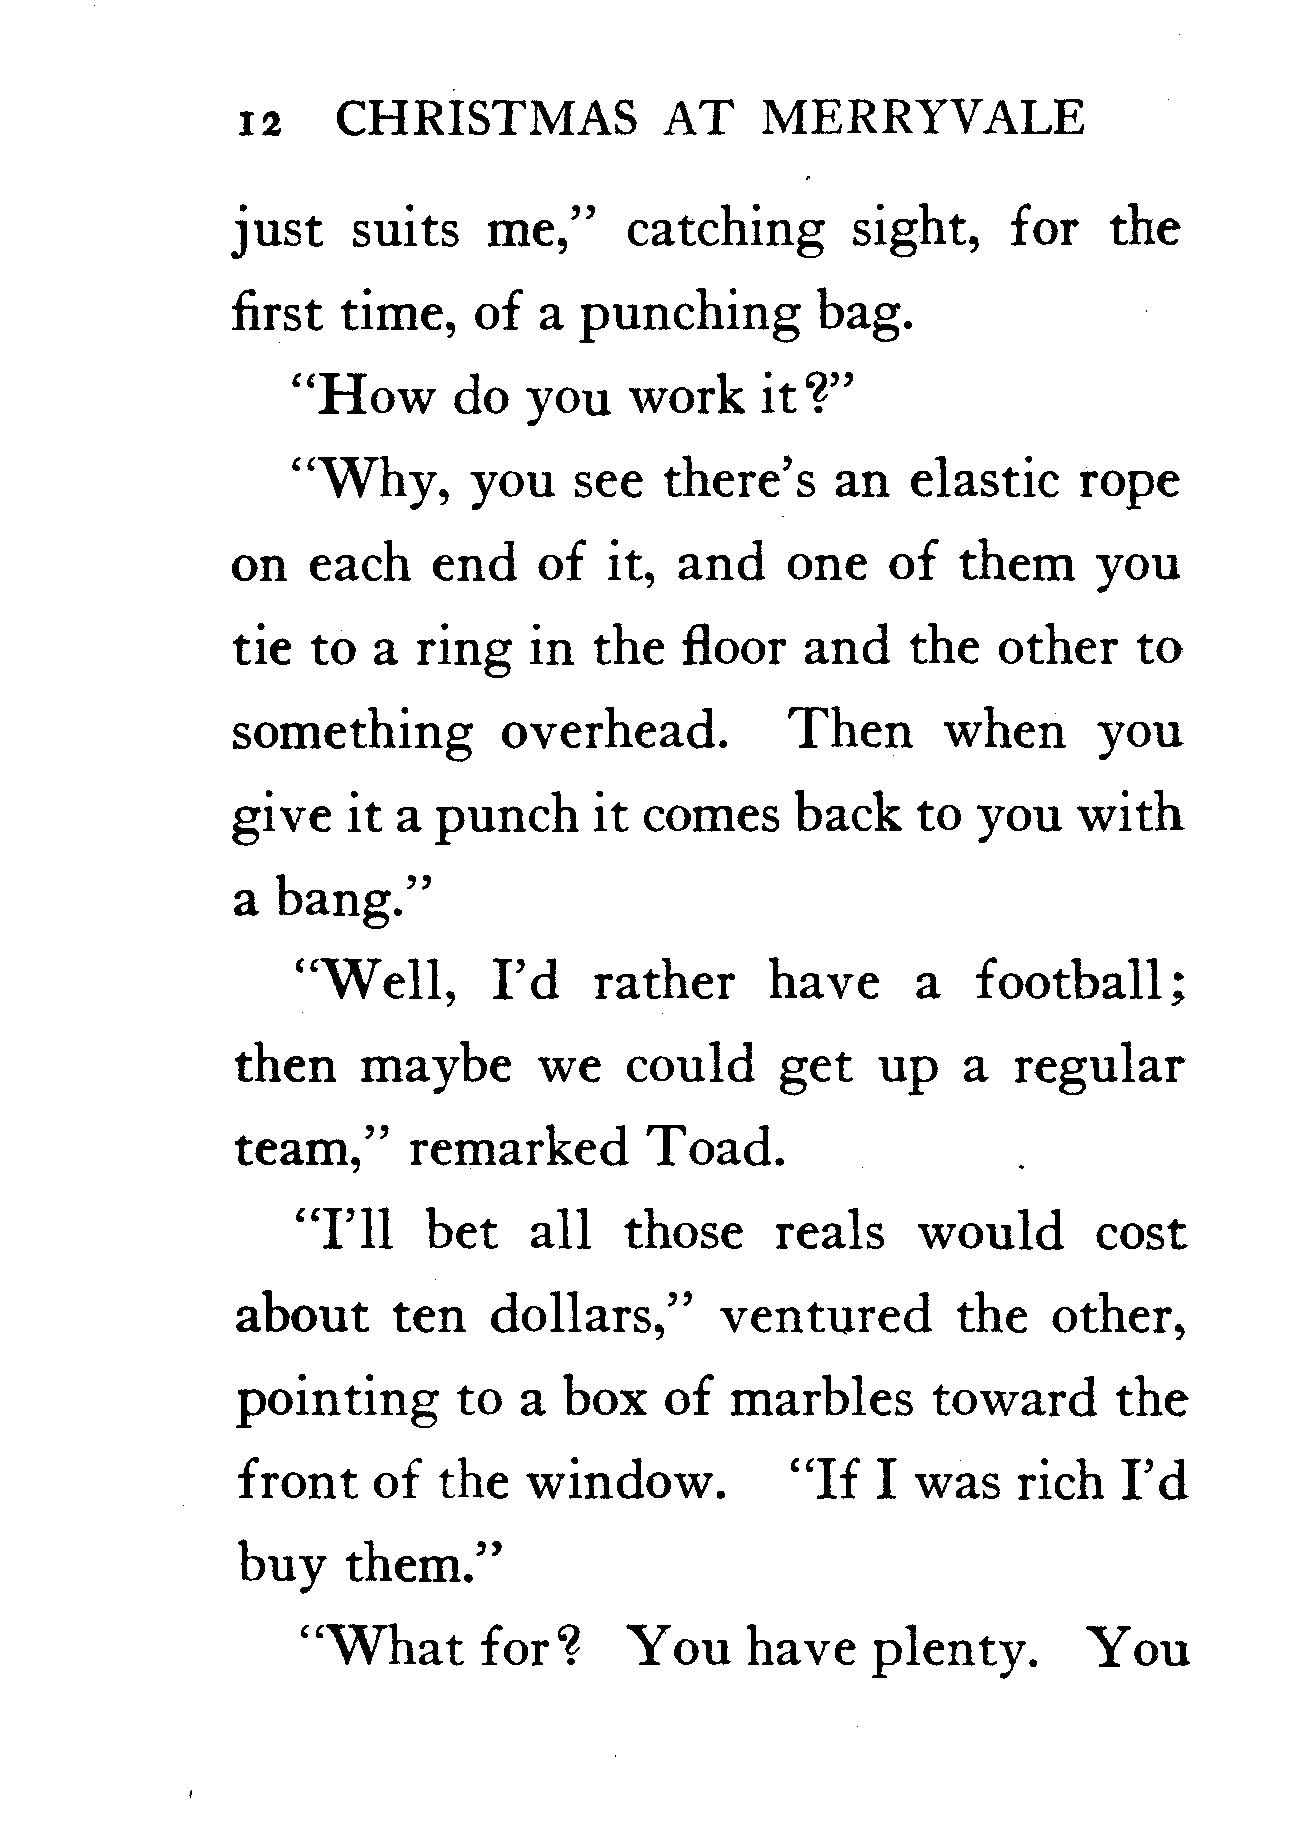 12 CHRISTMAS AT MERRYVALE
just suits me,” catching sight, for the
first time, of a punching bag.
“How do you work it?”
“Why, you see there’s an elastic rope
on each end of it, and one of them you
tie to a ring in the floor and the other to
something overhead. Then when you
give it a punch it comes back to you with
a bang.”
“Well, I’d rather have a football;
then maybe we could get up a regular
team,” remarked Toad.
“I’ll bet all those reals would cost
about ten dollars,” ventured the other,
pointing to a box of marbles toward the
front of the window. “If I was rich I’d
buy them.”
“What for? You have plenty. You